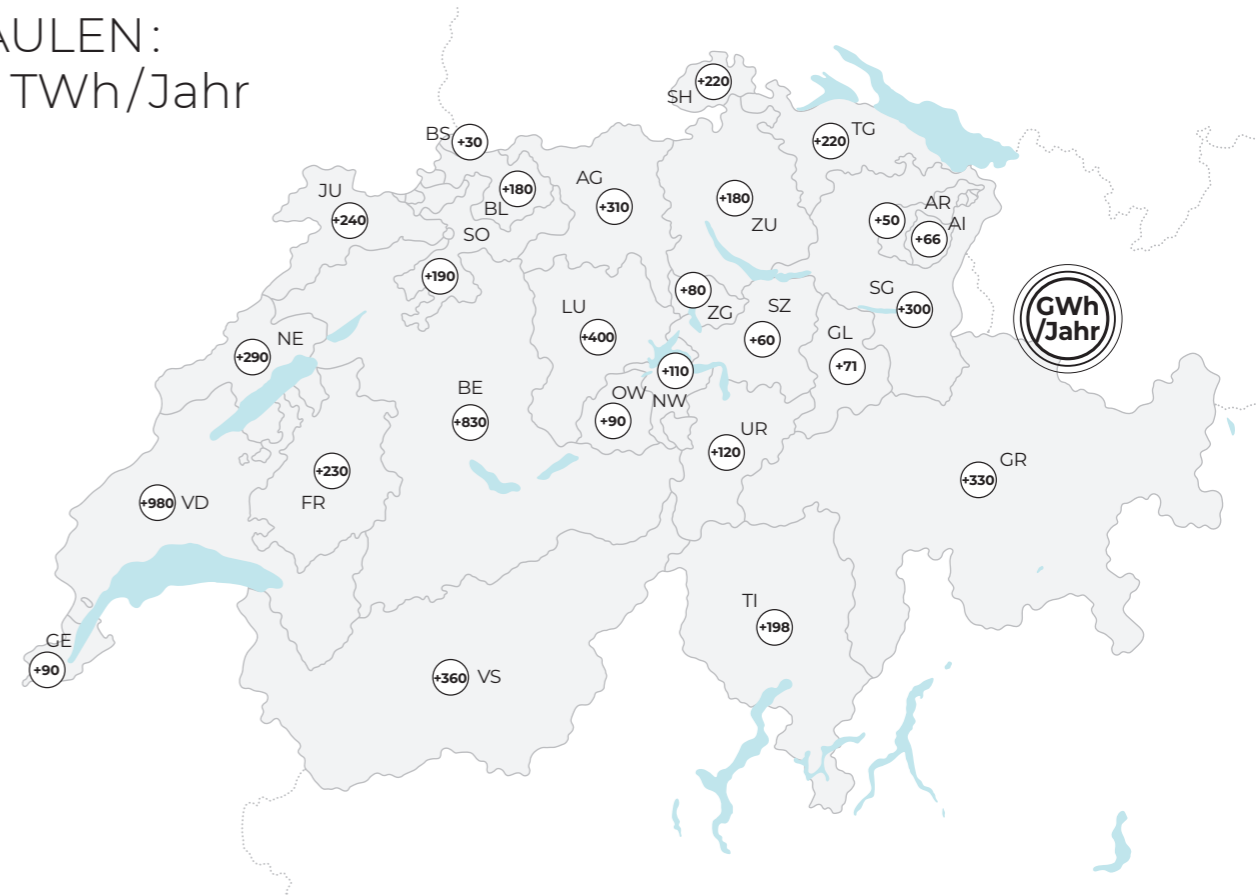 AULEN:
TWh/Jahr
SH
+220
BS
+30
TG
+220
JU
+240
BL
+180
AG
+310
+180
ZU
AR
+50
AI
+66
SO
+190
+80
ZG
SZ
+60
SG
+300
GWh
/Jahr
LU
+400
GL
+71
NE
+290
+110
NW
OW
+90
BE
+830
UR
+120
GR
+330
+230
FR
+980
VD
TI
+198
GE
+90
+360
VS